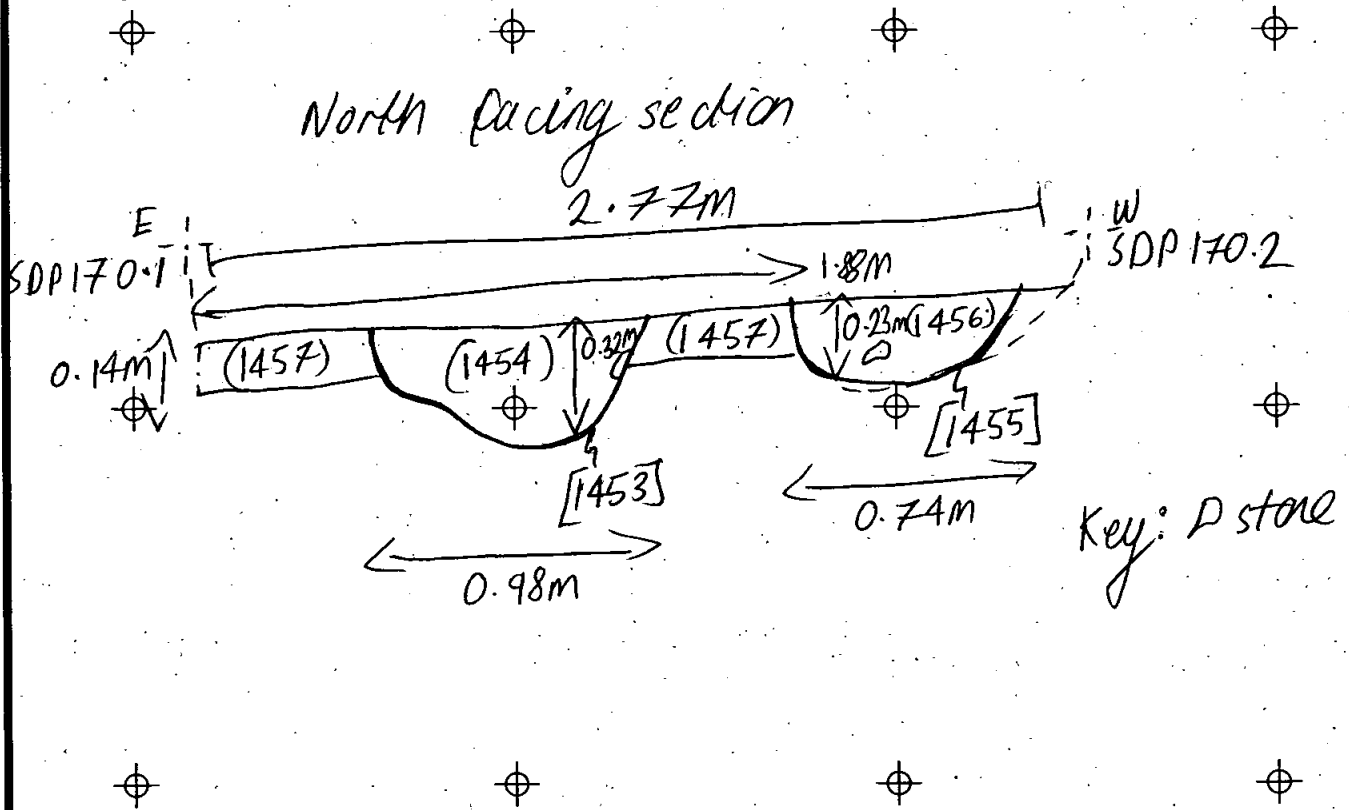 North facing section
2.77m
E
W
SDP170.1
SDP170.2
1.88m
0.14m
(1457)
(1454)
0.32m
(1457)
0.23m
(1456)
[1453]
[1455]
0.98m
0.74m
Key: D stone